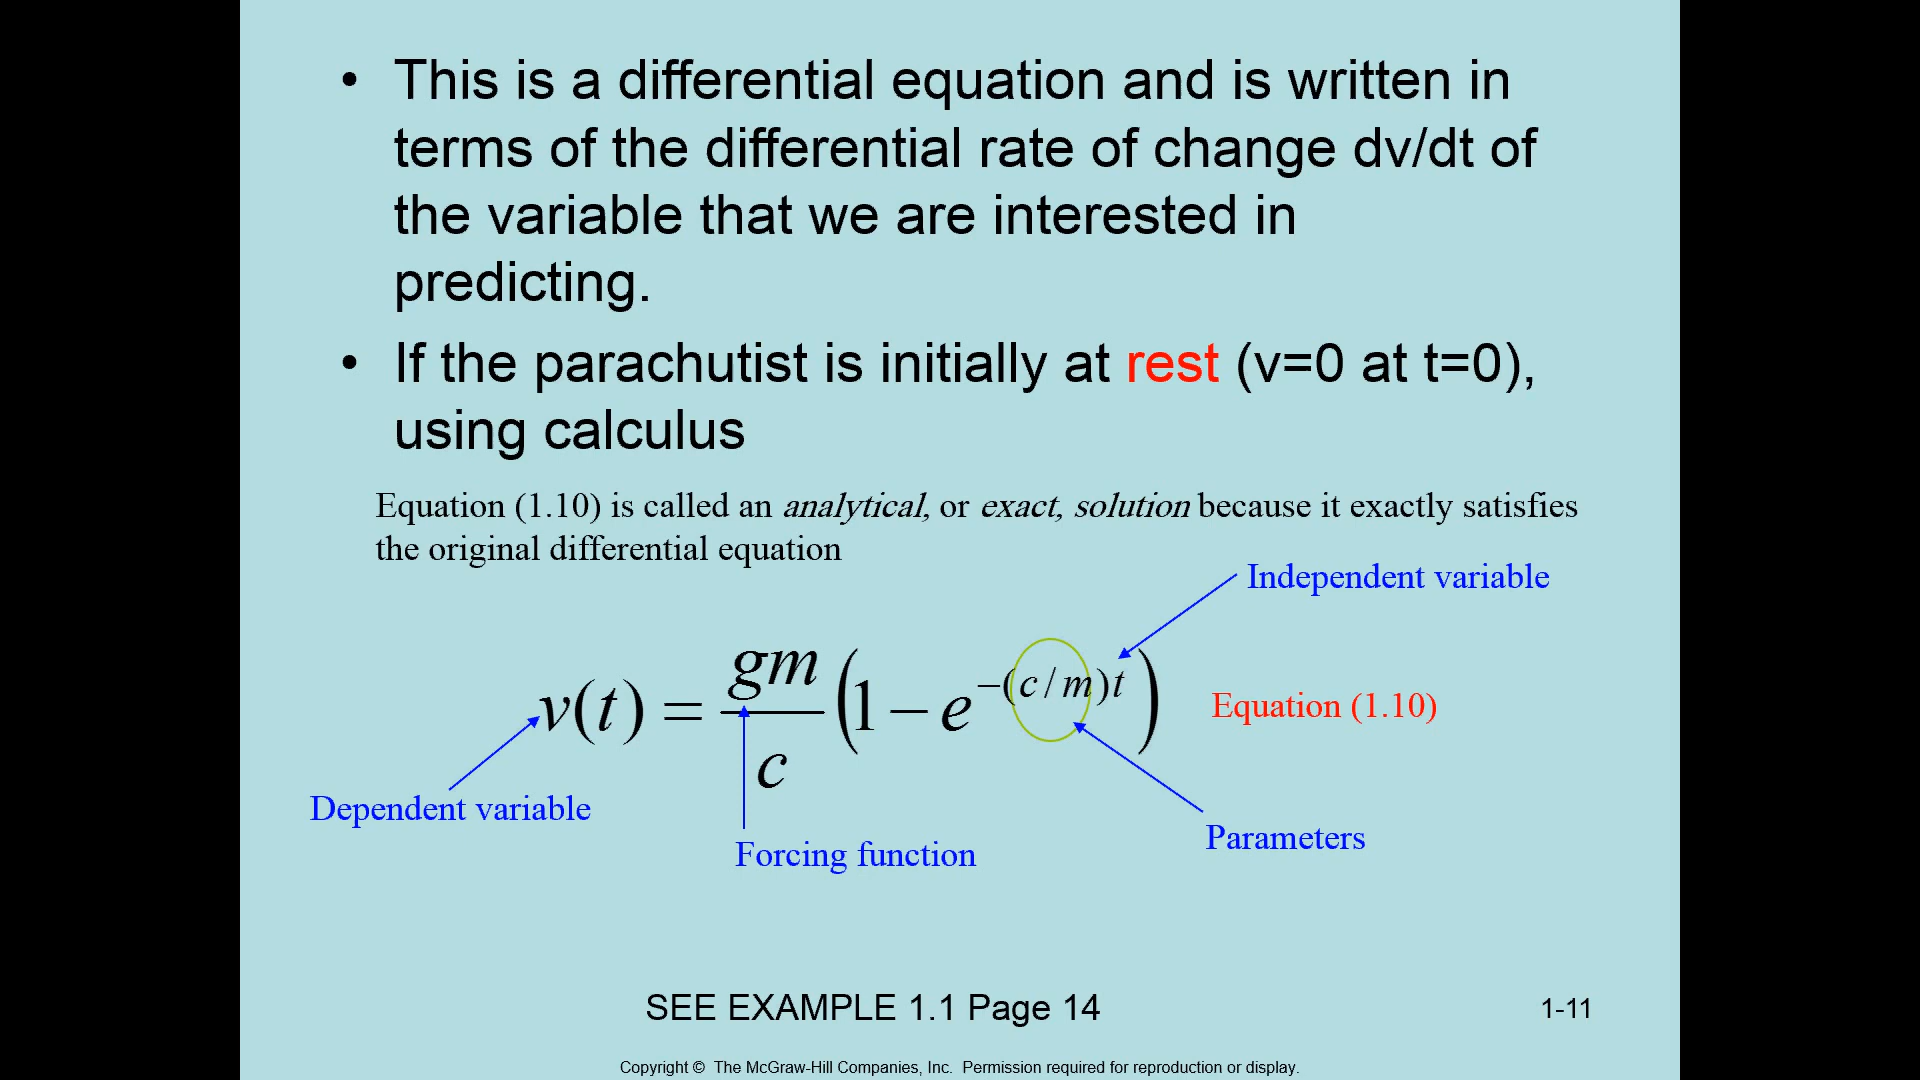 • This is a differential equation and is written in
terms of the differential rate of change dv/dt of
the variable that we are interested in
predicting.
• If the parachutist is initially at rest (v=0 at t=0),
using calculus
Equation (1.10) is called an analytical, or exact, solution because it exactly satisfies
the original differential equation
Independent variable
v(t) = gm/c (1 − e^−(c/m)t)
Equation (1.10)
Dependent variable
Forcing function
Parameters
SEE EXAMPLE 1.1 Page 14
1-11
Copyright © The McGraw-Hill Companies, Inc. Permission required for reproduction or display.